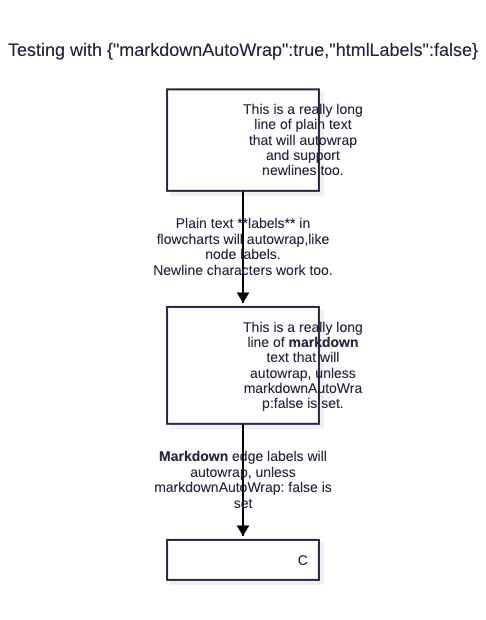 Testing with {"markdownAutoWrap":true,"htmlLabels":false}
This is a really long
line of plain text
that will autowrap
and support
newlines too.
Plain text **labels** in
flowcharts will autowrap,like
node labels.
Newline characters work too.
This is a really long
line of markdown
text that will
autowrap, unless
markdownAutoWra
p:false is set.
Markdown edge labels will
autowrap, unless
markdownAutoWrap: false is
set
C